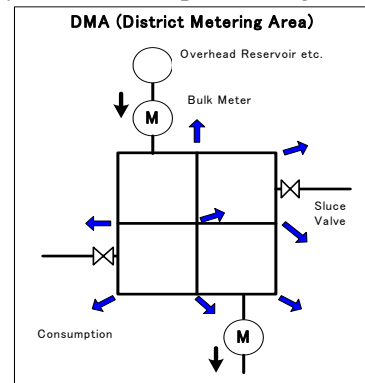 DMA (District Metering Area)
Overhead Reservoir etc.
Bulk Meter
M
Sluce
Valve
Consumption
M